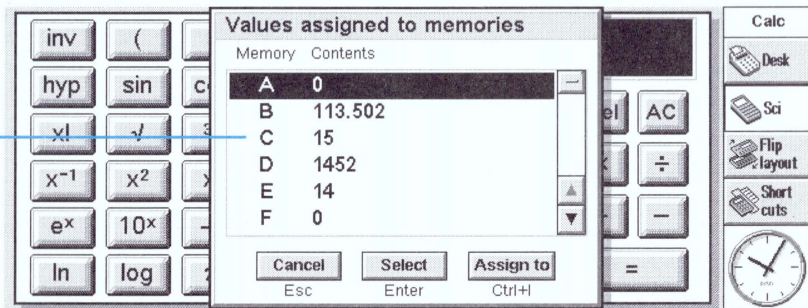 Values assigned to memories
Memory Contents
A 0
B 113.502
C 15
D 1452
E 14
F 0
Cancel Select Assign to
Esc Enter Ctrl+I
inv (
hyp sin
x! √
x⁻¹ x²
eˣ 10ˣ
ln log
AC
÷
−
=
Calc
Desk
Sci
Flip
layout
Short
cuts